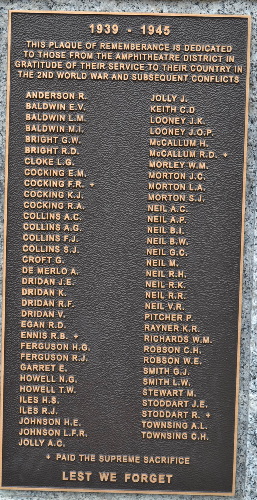 1939 - 1945
THIS PLAQUE OF REMEMBERANCE IS DEDICATED
TO THOSE FROM THE AMPHITHEATRE DISTRICT IN
GRATITUDE OF THEIR SERVICE TO THEIR COUNTRY IN
THE 2ND WORLD WAR AND SUBSEQUENT CONFLICTS
ANDERSON R.
BALDWIN E.V.
BALDWIN L.M.
BALDWIN M.I.
BRIGHT G.W.
BRIGHT R.D.
CLOKE L.G.
COCKING E.M.
COCKING F.R. +
COCKING K.J.
COCKING R.A.
COLLINS A.C.
COLLINS A.G.
COLLINS F.J.
COLLINS S.J.
CROFT G.
DE MERLO A.
DRIDAN J.E.
DRIDAN K.
DRIDAN R.F.
DRIDAN V.
EGAN R.D.
ENNIS R.B. +
FERGUSON H.G.
FERGUSON R.J.
GARRET E.
HOWELL N.G.
HOWELL T.W.
ILES H.S.
ILES R.J.
JOHNSON H.E.
JOHNSON L.F.R.
JOLLY A.C.
JOLLY J.
KEITH C.D
LOONEY J.K.
LOONEY J.O.P.
McCALLUM H.
McCALLUM R.D. +
MORLEY W.M.
MORTON J.C.
MORTON L.A.
MORTON S.J.
NEIL A.C.
NEIL A.P.
NEIL B.I.
NEIL B.W.
NEIL G.C.
NEIL M.
NEIL R.H.
NEIL R.K.
NEIL R.R.
NEIL V.R.
PITCHER P.
RAYNER K.R.
RICHARDS W.M.
ROBSON C.H.
ROBSON W.E.
SMITH G.J.
SMITH L.W.
STEWART M.
STODDART J.E.
STODDART R. +
TOWNSING A.L.
TOWNSING C.H.
+ PAID THE SUPREME SACRIFICE
LEST WE FORGET